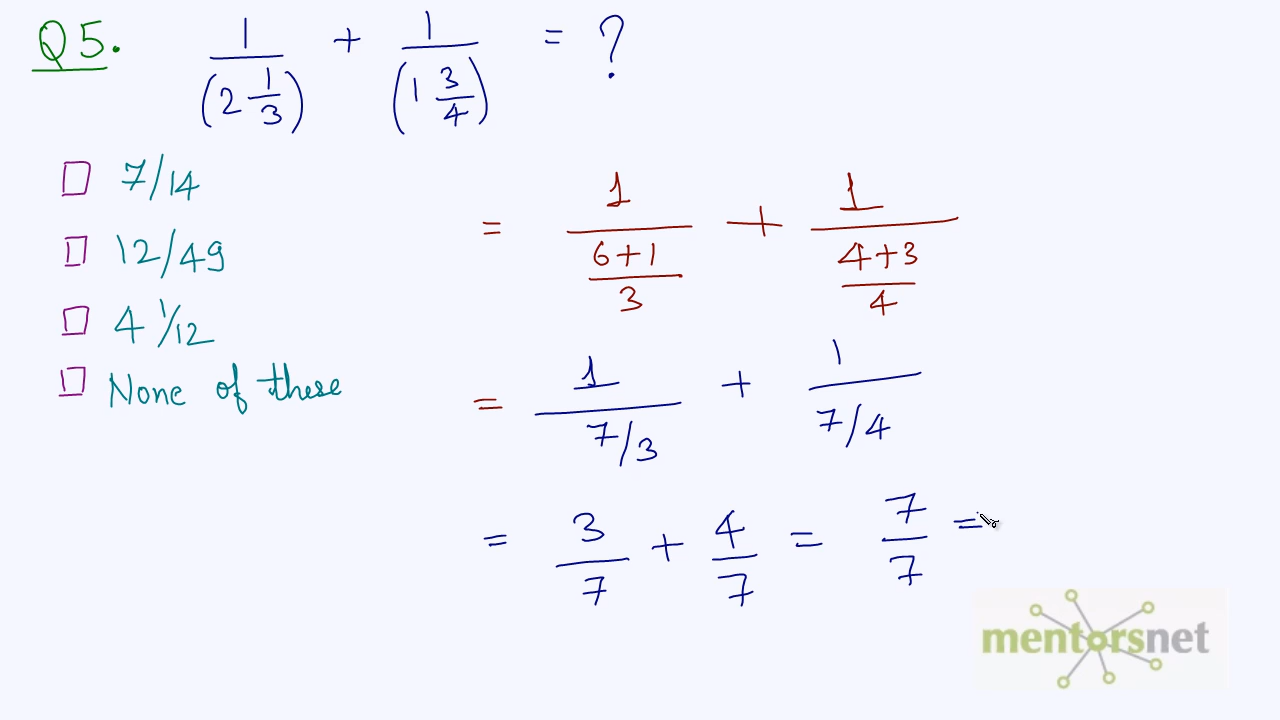 Q5. 1/(2 1/3) + 1/(1 3/4) = ?
7/14
12/49
4 1/12
None of these
= 1/((6+1)/3) + 1/((4+3)/4)
= 1/(7/3) + 1/(7/4)
= 3/7 + 4/7 = 7/7 =
mentorsnet